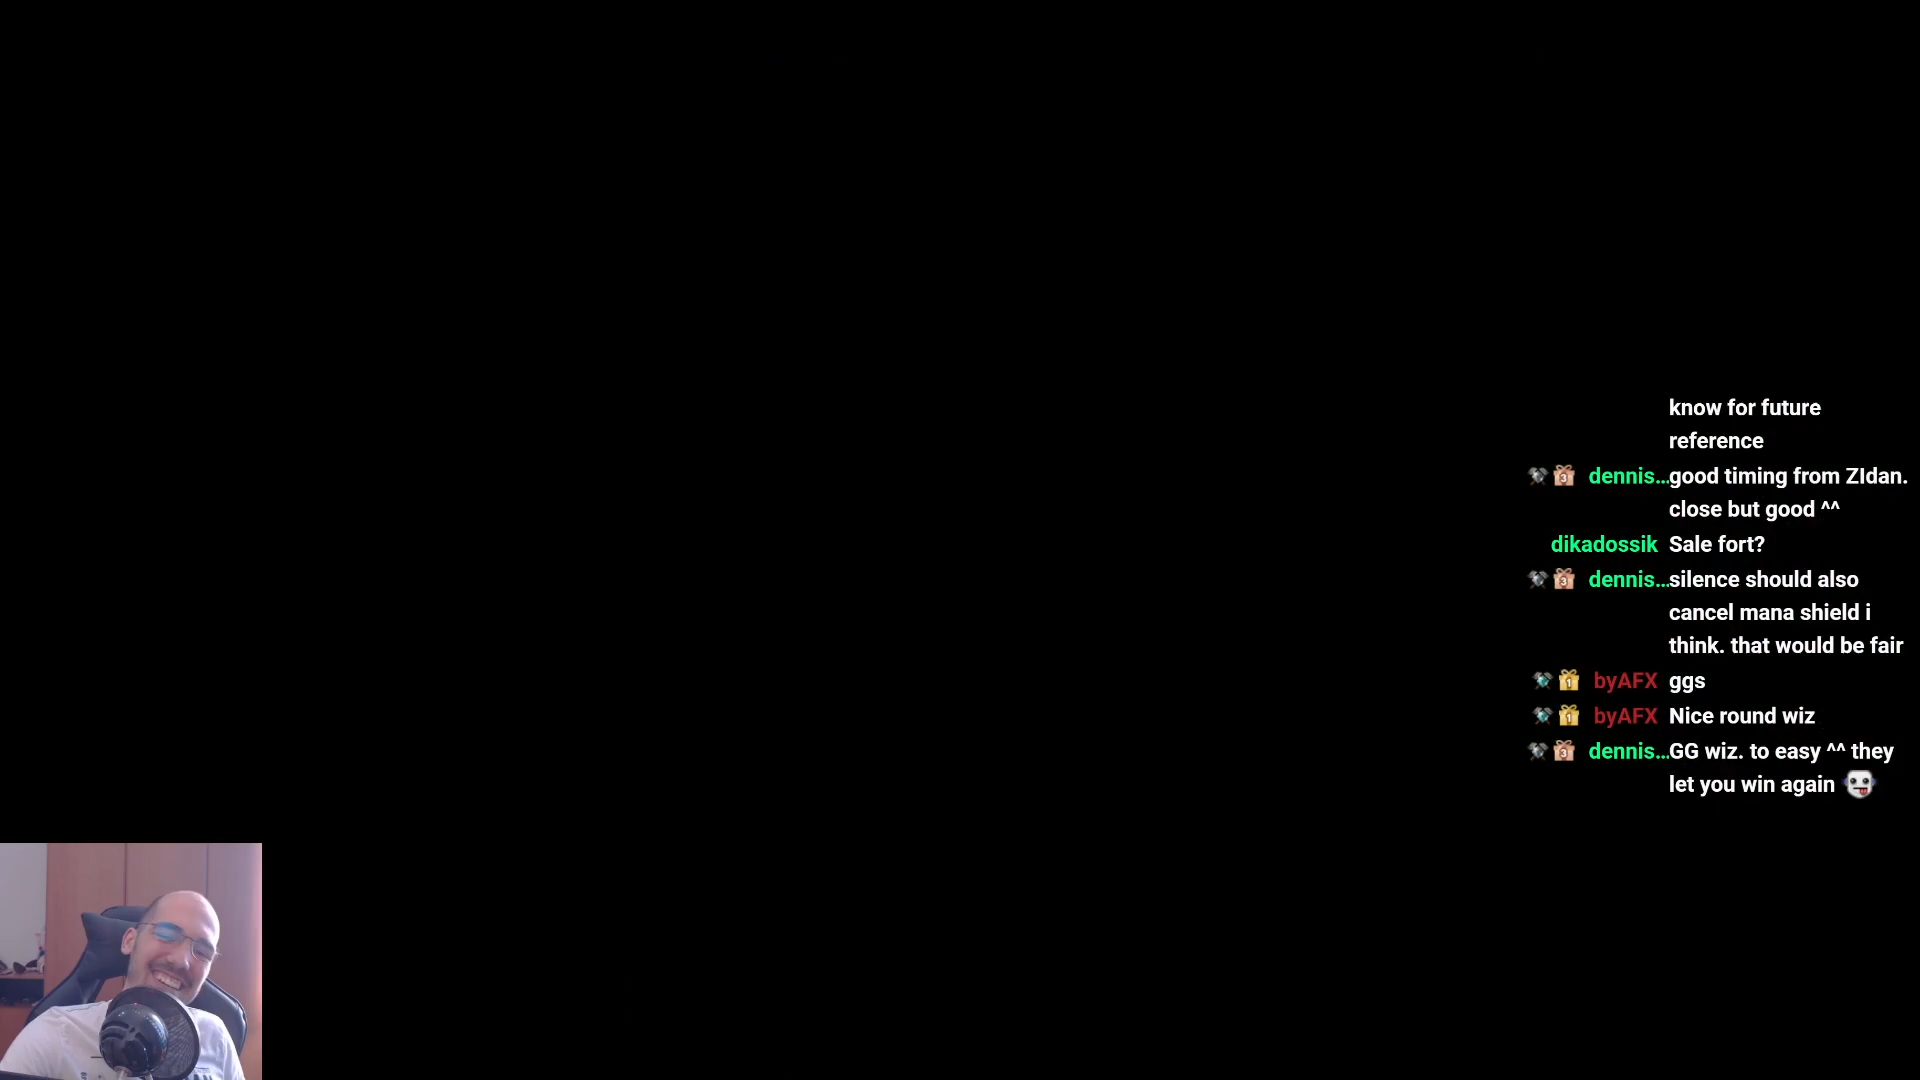 know for future
reference
dennis…good timing from ZIdan.
close but good ^^
dikadossik Sale fort?
dennis…silence should also
cancel mana shield i
think. that would be fair
byAFX ggs
byAFX Nice round wiz
dennis…GG wiz. to easy ^^ they
let you win again